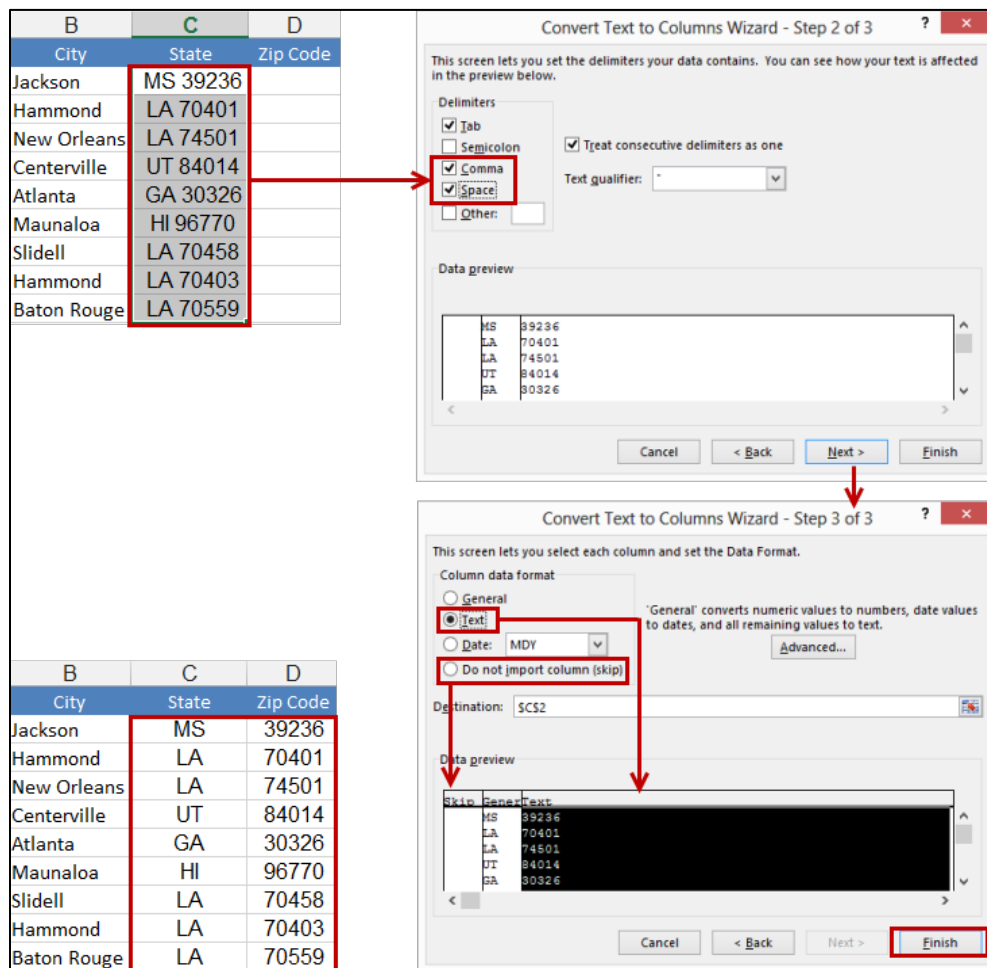 B C D
City State Zip Code
Jackson MS 39236
Hammond LA 70401
New Orleans LA 74501
Centerville UT 84014
Atlanta GA 30326
Maunaloa HI 96770
Slidell LA 70458
Hammond LA 70403
Baton Rouge LA 70559
Convert Text to Columns Wizard - Step 2 of 3 ? ×
This screen lets you set the delimiters your data contains. You can see how your text is affected
in the preview below.
Delimiters
Tab
Semicolon
Comma
Space
Other:
Treat consecutive delimiters as one
Text qualifier: "
Data preview
MS 39236
LA 70401
LA 74501
UT 84014
GA 30326
Cancel < Back Next > Finish
Convert Text to Columns Wizard - Step 3 of 3 ? ×
This screen lets you select each column and set the Data Format.
Column data format
General
Text
Date: MDY
Do not import column (skip)
'General' converts numeric values to numbers, date values
to dates, and all remaining values to text.
Advanced...
Destination: $C$2
Data preview
Skip GenerText
MS 39236
LA 70401
LA 74501
UT 84014
GA 30326
Cancel < Back Next > Finish
B C D
City State Zip Code
Jackson MS 39236
Hammond LA 70401
New Orleans LA 74501
Centerville UT 84014
Atlanta GA 30326
Maunaloa HI 96770
Slidell LA 70458
Hammond LA 70403
Baton Rouge LA 70559